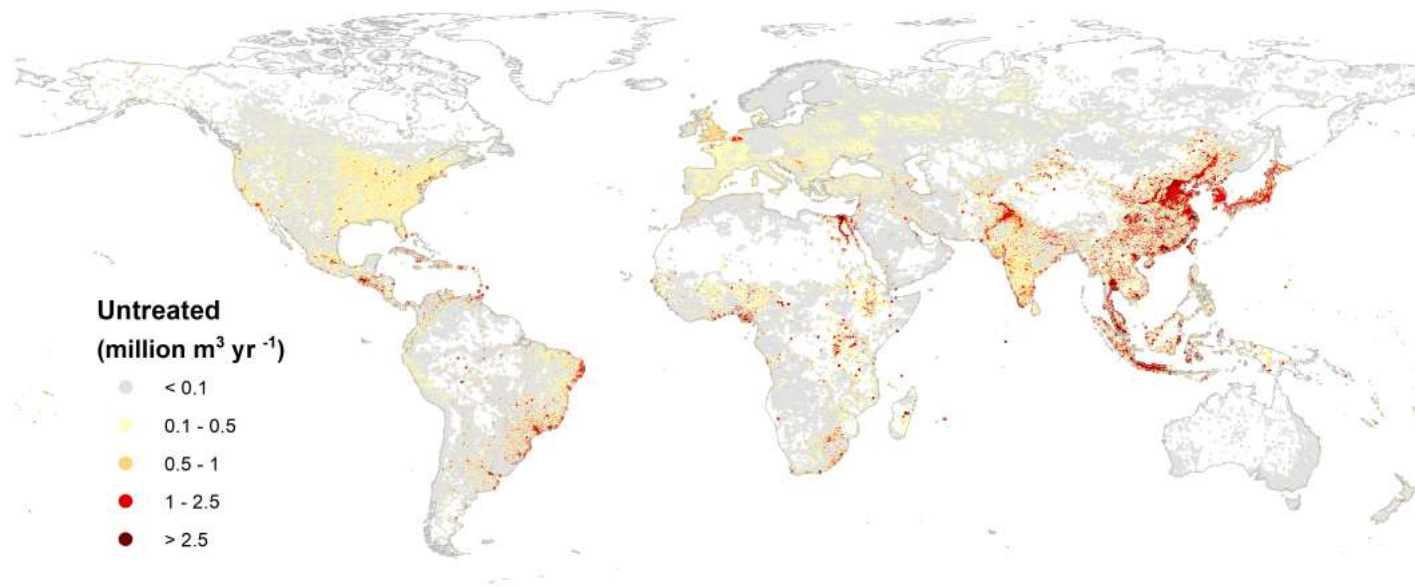 Untreated
(million m³ yr ⁻¹)
< 0.1
0.1 - 0.5
0.5 - 1
1 - 2.5
> 2.5